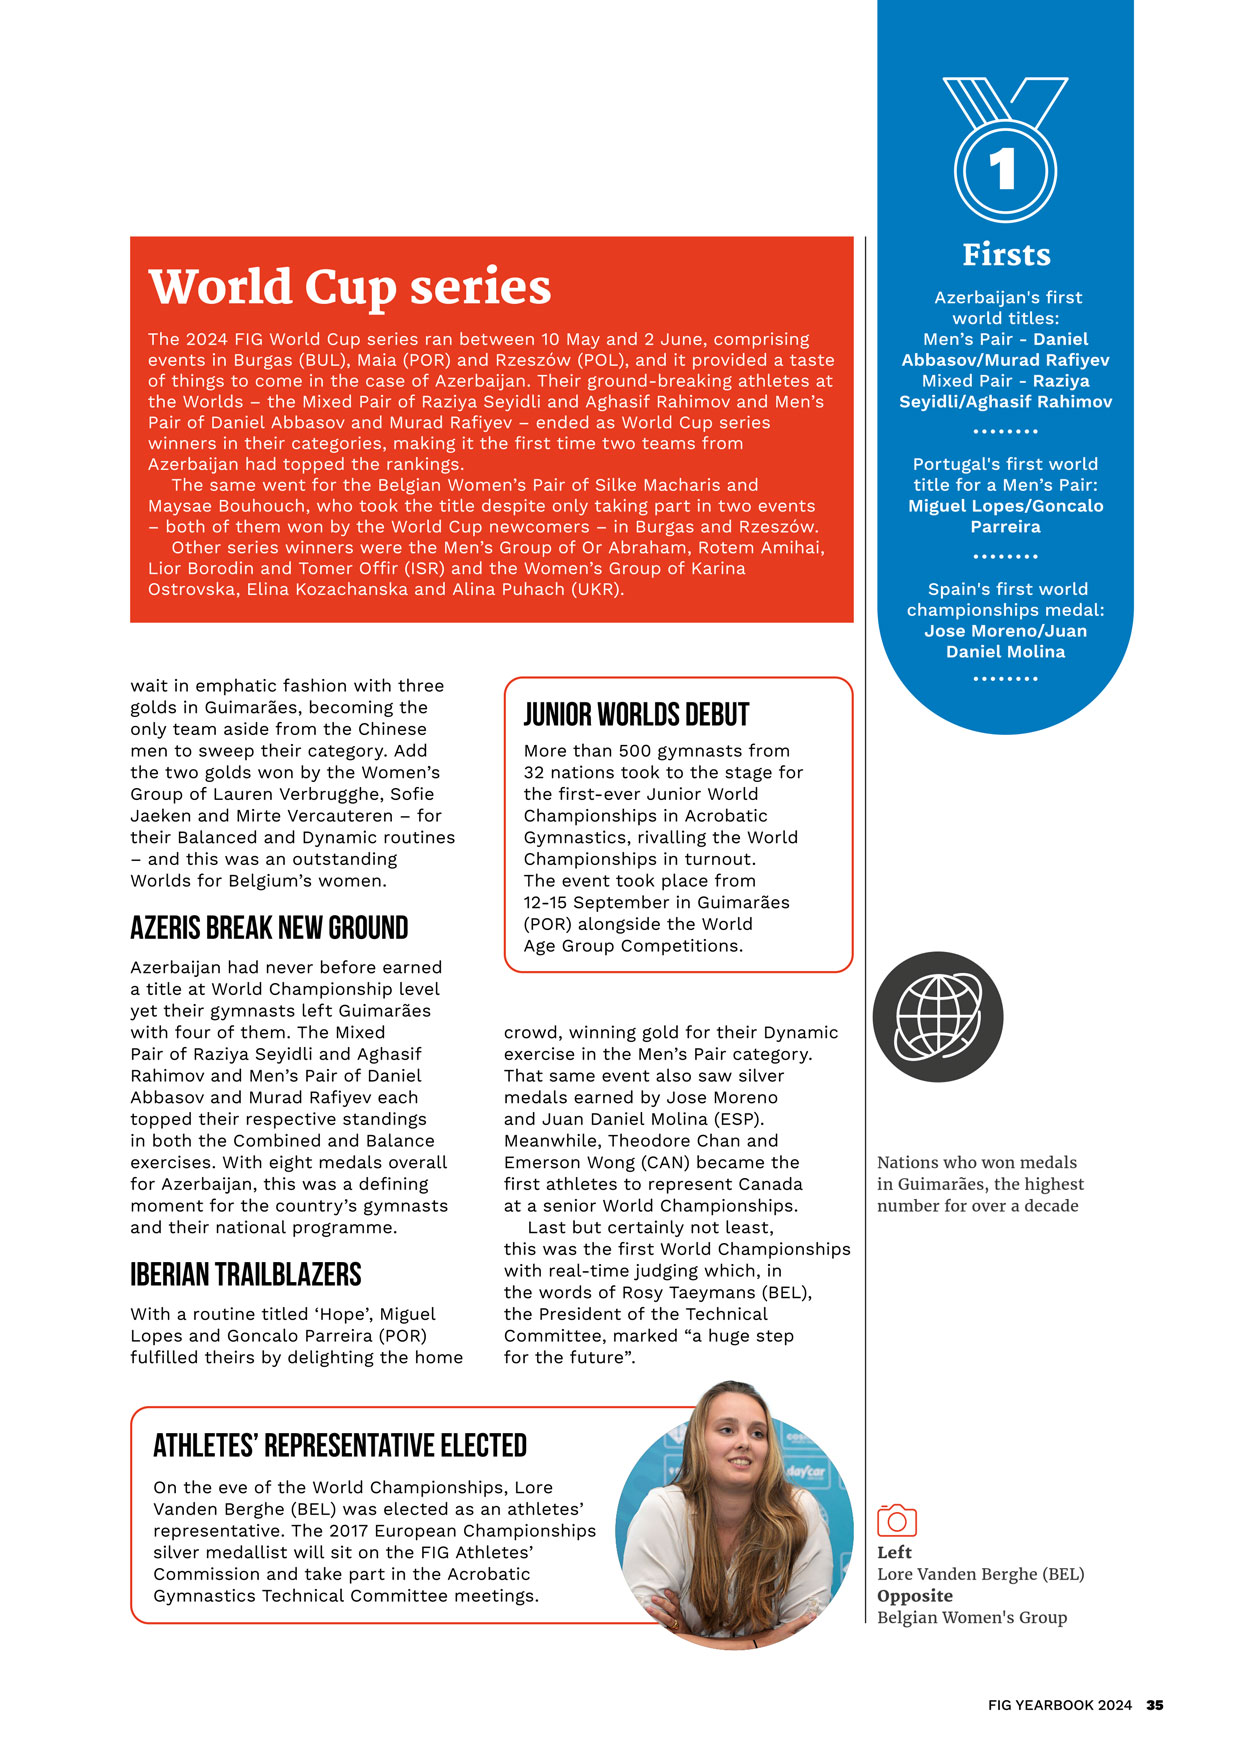 1
Firsts
Azerbaijan's first
world titles:
Men’s Pair - Daniel
Abbasov/Murad Rafiyev
Mixed Pair - Raziya
Seyidli/Aghasif Rahimov
Portugal's first world
title for a Men’s Pair:
Miguel Lopes/Goncalo
Parreira
Spain's first world
championships medal:
Jose Moreno/Juan
Daniel Molina
World Cup series
The 2024 FIG World Cup series ran between 10 May and 2 June, comprising
events in Burgas (BUL), Maia (POR) and Rzeszów (POL), and it provided a taste
of things to come in the case of Azerbaijan. Their ground-breaking athletes at
the Worlds – the Mixed Pair of Raziya Seyidli and Aghasif Rahimov and Men’s
Pair of Daniel Abbasov and Murad Rafiyev – ended as World Cup series
winners in their categories, making it the first time two teams from
Azerbaijan had topped the rankings.
The same went for the Belgian Women’s Pair of Silke Macharis and
Maysae Bouhouch, who took the title despite only taking part in two events
– both of them won by the World Cup newcomers – in Burgas and Rzeszów.
Other series winners were the Men’s Group of Or Abraham, Rotem Amihai,
Lior Borodin and Tomer Offir (ISR) and the Women’s Group of Karina
Ostrovska, Elina Kozachanska and Alina Puhach (UKR).
wait in emphatic fashion with three
golds in Guimarães, becoming the
only team aside from the Chinese
men to sweep their category. Add
the two golds won by the Women’s
Group of Lauren Verbrugghe, Sofie
Jaeken and Mirte Vercauteren – for
their Balanced and Dynamic routines
– and this was an outstanding
Worlds for Belgium’s women.
AZERIS BREAK NEW GROUND
Azerbaijan had never before earned
a title at World Championship level
yet their gymnasts left Guimarães
with four of them. The Mixed
Pair of Raziya Seyidli and Aghasif
Rahimov and Men’s Pair of Daniel
Abbasov and Murad Rafiyev each
topped their respective standings
in both the Combined and Balance
exercises. With eight medals overall
for Azerbaijan, this was a defining
moment for the country’s gymnasts
and their national programme.
IBERIAN TRAILBLAZERS
With a routine titled ‘Hope’, Miguel
Lopes and Goncalo Parreira (POR)
fulfilled theirs by delighting the home
JUNIOR WORLDS DEBUT
More than 500 gymnasts from
32 nations took to the stage for
the first-ever Junior World
Championships in Acrobatic
Gymnastics, rivalling the World
Championships in turnout.
The event took place from
12-15 September in Guimarães
(POR) alongside the World
Age Group Competitions.
crowd, winning gold for their Dynamic
exercise in the Men’s Pair category.
That same event also saw silver
medals earned by Jose Moreno
and Juan Daniel Molina (ESP).
Meanwhile, Theodore Chan and
Emerson Wong (CAN) became the
first athletes to represent Canada
at a senior World Championships.
Last but certainly not least,
this was the first World Championships
with real-time judging which, in
the words of Rosy Taeymans (BEL),
the President of the Technical
Committee, marked “a huge step
for the future”.
Nations who won medals
in Guimarães, the highest
number for over a decade
ATHLETES’ REPRESENTATIVE ELECTED
On the eve of the World Championships, Lore
Vanden Berghe (BEL) was elected as an athletes’
representative. The 2017 European Championships
silver medallist will sit on the FIG Athletes’
Commission and take part in the Acrobatic
Gymnastics Technical Committee meetings.
daycar
Left
Lore Vanden Berghe (BEL)
Opposite
Belgian Women's Group
FIG YEARBOOK 2024 35